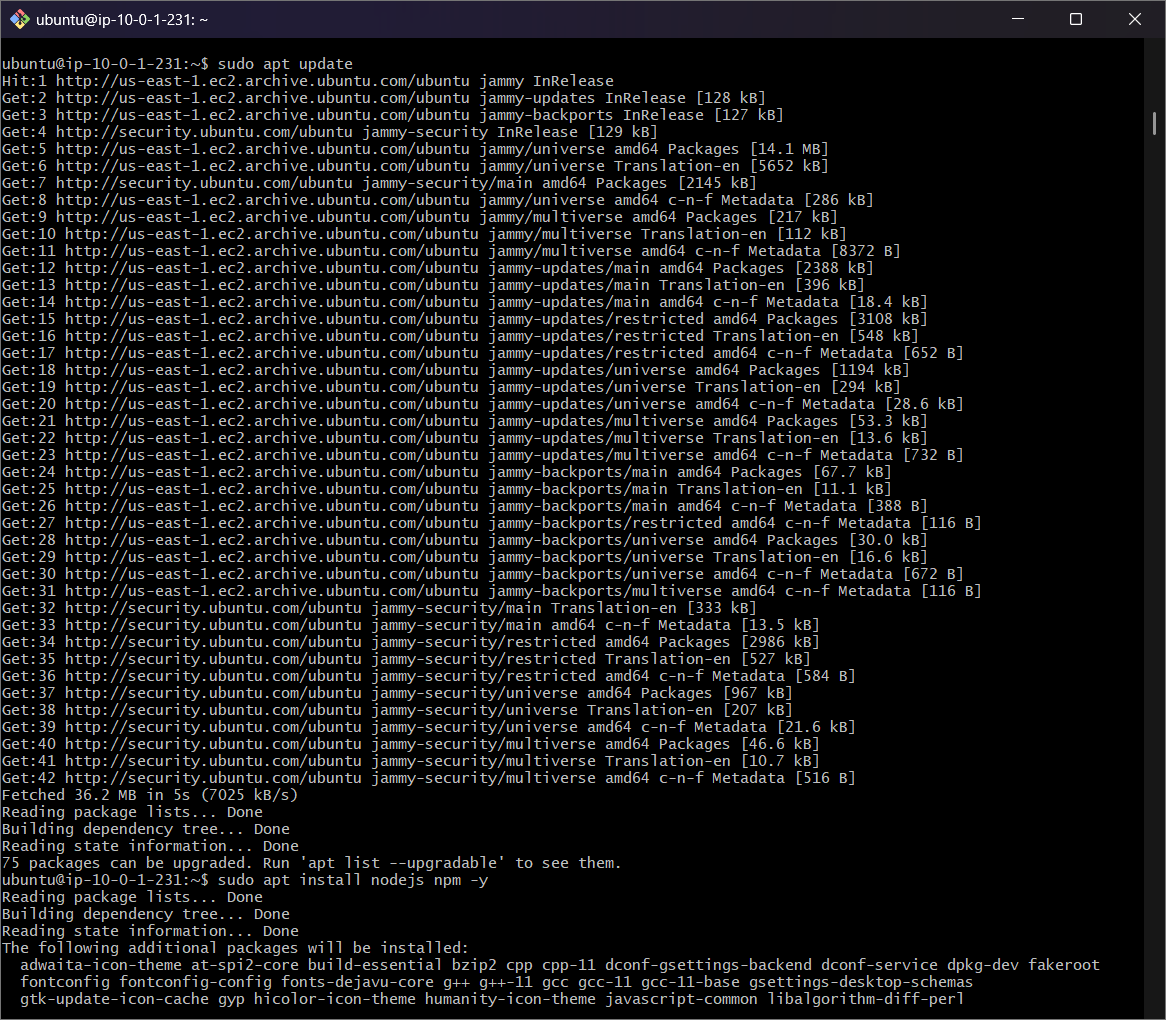 ubuntu@ip-10-0-1-231: ~
ubuntu@ip-10-0-1-231:~$ sudo apt update
Hit:1 http://us-east-1.ec2.archive.ubuntu.com/ubuntu jammy InRelease
Get:2 http://us-east-1.ec2.archive.ubuntu.com/ubuntu jammy-updates InRelease [128 kB]
Get:3 http://us-east-1.ec2.archive.ubuntu.com/ubuntu jammy-backports InRelease [127 kB]
Get:4 http://security.ubuntu.com/ubuntu jammy-security InRelease [129 kB]
Get:5 http://us-east-1.ec2.archive.ubuntu.com/ubuntu jammy/universe amd64 Packages [14.1 MB]
Get:6 http://us-east-1.ec2.archive.ubuntu.com/ubuntu jammy/universe Translation-en [5652 kB]
Get:7 http://security.ubuntu.com/ubuntu jammy-security/main amd64 Packages [2145 kB]
Get:8 http://us-east-1.ec2.archive.ubuntu.com/ubuntu jammy/universe amd64 c-n-f Metadata [286 kB]
Get:9 http://us-east-1.ec2.archive.ubuntu.com/ubuntu jammy/multiverse amd64 Packages [217 kB]
Get:10 http://us-east-1.ec2.archive.ubuntu.com/ubuntu jammy/multiverse Translation-en [112 kB]
Get:11 http://us-east-1.ec2.archive.ubuntu.com/ubuntu jammy/multiverse amd64 c-n-f Metadata [8372 B]
Get:12 http://us-east-1.ec2.archive.ubuntu.com/ubuntu jammy-updates/main amd64 Packages [2388 kB]
Get:13 http://us-east-1.ec2.archive.ubuntu.com/ubuntu jammy-updates/main Translation-en [396 kB]
Get:14 http://us-east-1.ec2.archive.ubuntu.com/ubuntu jammy-updates/main amd64 c-n-f Metadata [18.4 kB]
Get:15 http://us-east-1.ec2.archive.ubuntu.com/ubuntu jammy-updates/restricted amd64 Packages [3108 kB]
Get:16 http://us-east-1.ec2.archive.ubuntu.com/ubuntu jammy-updates/restricted Translation-en [548 kB]
Get:17 http://us-east-1.ec2.archive.ubuntu.com/ubuntu jammy-updates/restricted amd64 c-n-f Metadata [652 B]
Get:18 http://us-east-1.ec2.archive.ubuntu.com/ubuntu jammy-updates/universe amd64 Packages [1194 kB]
Get:19 http://us-east-1.ec2.archive.ubuntu.com/ubuntu jammy-updates/universe Translation-en [294 kB]
Get:20 http://us-east-1.ec2.archive.ubuntu.com/ubuntu jammy-updates/universe amd64 c-n-f Metadata [28.6 kB]
Get:21 http://us-east-1.ec2.archive.ubuntu.com/ubuntu jammy-updates/multiverse amd64 Packages [53.3 kB]
Get:22 http://us-east-1.ec2.archive.ubuntu.com/ubuntu jammy-updates/multiverse Translation-en [13.6 kB]
Get:23 http://us-east-1.ec2.archive.ubuntu.com/ubuntu jammy-updates/multiverse amd64 c-n-f Metadata [732 B]
Get:24 http://us-east-1.ec2.archive.ubuntu.com/ubuntu jammy-backports/main amd64 Packages [67.7 kB]
Get:25 http://us-east-1.ec2.archive.ubuntu.com/ubuntu jammy-backports/main Translation-en [11.1 kB]
Get:26 http://us-east-1.ec2.archive.ubuntu.com/ubuntu jammy-backports/main amd64 c-n-f Metadata [388 B]
Get:27 http://us-east-1.ec2.archive.ubuntu.com/ubuntu jammy-backports/restricted amd64 c-n-f Metadata [116 B]
Get:28 http://us-east-1.ec2.archive.ubuntu.com/ubuntu jammy-backports/universe amd64 Packages [30.0 kB]
Get:29 http://us-east-1.ec2.archive.ubuntu.com/ubuntu jammy-backports/universe Translation-en [16.6 kB]
Get:30 http://us-east-1.ec2.archive.ubuntu.com/ubuntu jammy-backports/universe amd64 c-n-f Metadata [672 B]
Get:31 http://us-east-1.ec2.archive.ubuntu.com/ubuntu jammy-backports/multiverse amd64 c-n-f Metadata [116 B]
Get:32 http://security.ubuntu.com/ubuntu jammy-security/main Translation-en [333 kB]
Get:33 http://security.ubuntu.com/ubuntu jammy-security/main amd64 c-n-f Metadata [13.5 kB]
Get:34 http://security.ubuntu.com/ubuntu jammy-security/restricted amd64 Packages [2986 kB]
Get:35 http://security.ubuntu.com/ubuntu jammy-security/restricted Translation-en [527 kB]
Get:36 http://security.ubuntu.com/ubuntu jammy-security/restricted amd64 c-n-f Metadata [584 B]
Get:37 http://security.ubuntu.com/ubuntu jammy-security/universe amd64 Packages [967 kB]
Get:38 http://security.ubuntu.com/ubuntu jammy-security/universe Translation-en [207 kB]
Get:39 http://security.ubuntu.com/ubuntu jammy-security/universe amd64 c-n-f Metadata [21.6 kB]
Get:40 http://security.ubuntu.com/ubuntu jammy-security/multiverse amd64 Packages [46.6 kB]
Get:41 http://security.ubuntu.com/ubuntu jammy-security/multiverse Translation-en [10.7 kB]
Get:42 http://security.ubuntu.com/ubuntu jammy-security/multiverse amd64 c-n-f Metadata [516 B]
Fetched 36.2 MB in 5s (7025 kB/s)
Reading package lists... Done
Building dependency tree... Done
Reading state information... Done
75 packages can be upgraded. Run 'apt list --upgradable' to see them.
ubuntu@ip-10-0-1-231:~$ sudo apt install nodejs npm -y
Reading package lists... Done
Building dependency tree... Done
Reading state information... Done
The following additional packages will be installed:
adwaita-icon-theme at-spi2-core build-essential bzip2 cpp cpp-11 dconf-gsettings-backend dconf-service dpkg-dev fakeroot
fontconfig fontconfig-config fonts-dejavu-core g++ g++-11 gcc gcc-11 gcc-11-base gsettings-desktop-schemas
gtk-update-icon-cache gyp hicolor-icon-theme humanity-icon-theme javascript-common libalgorithm-diff-perl